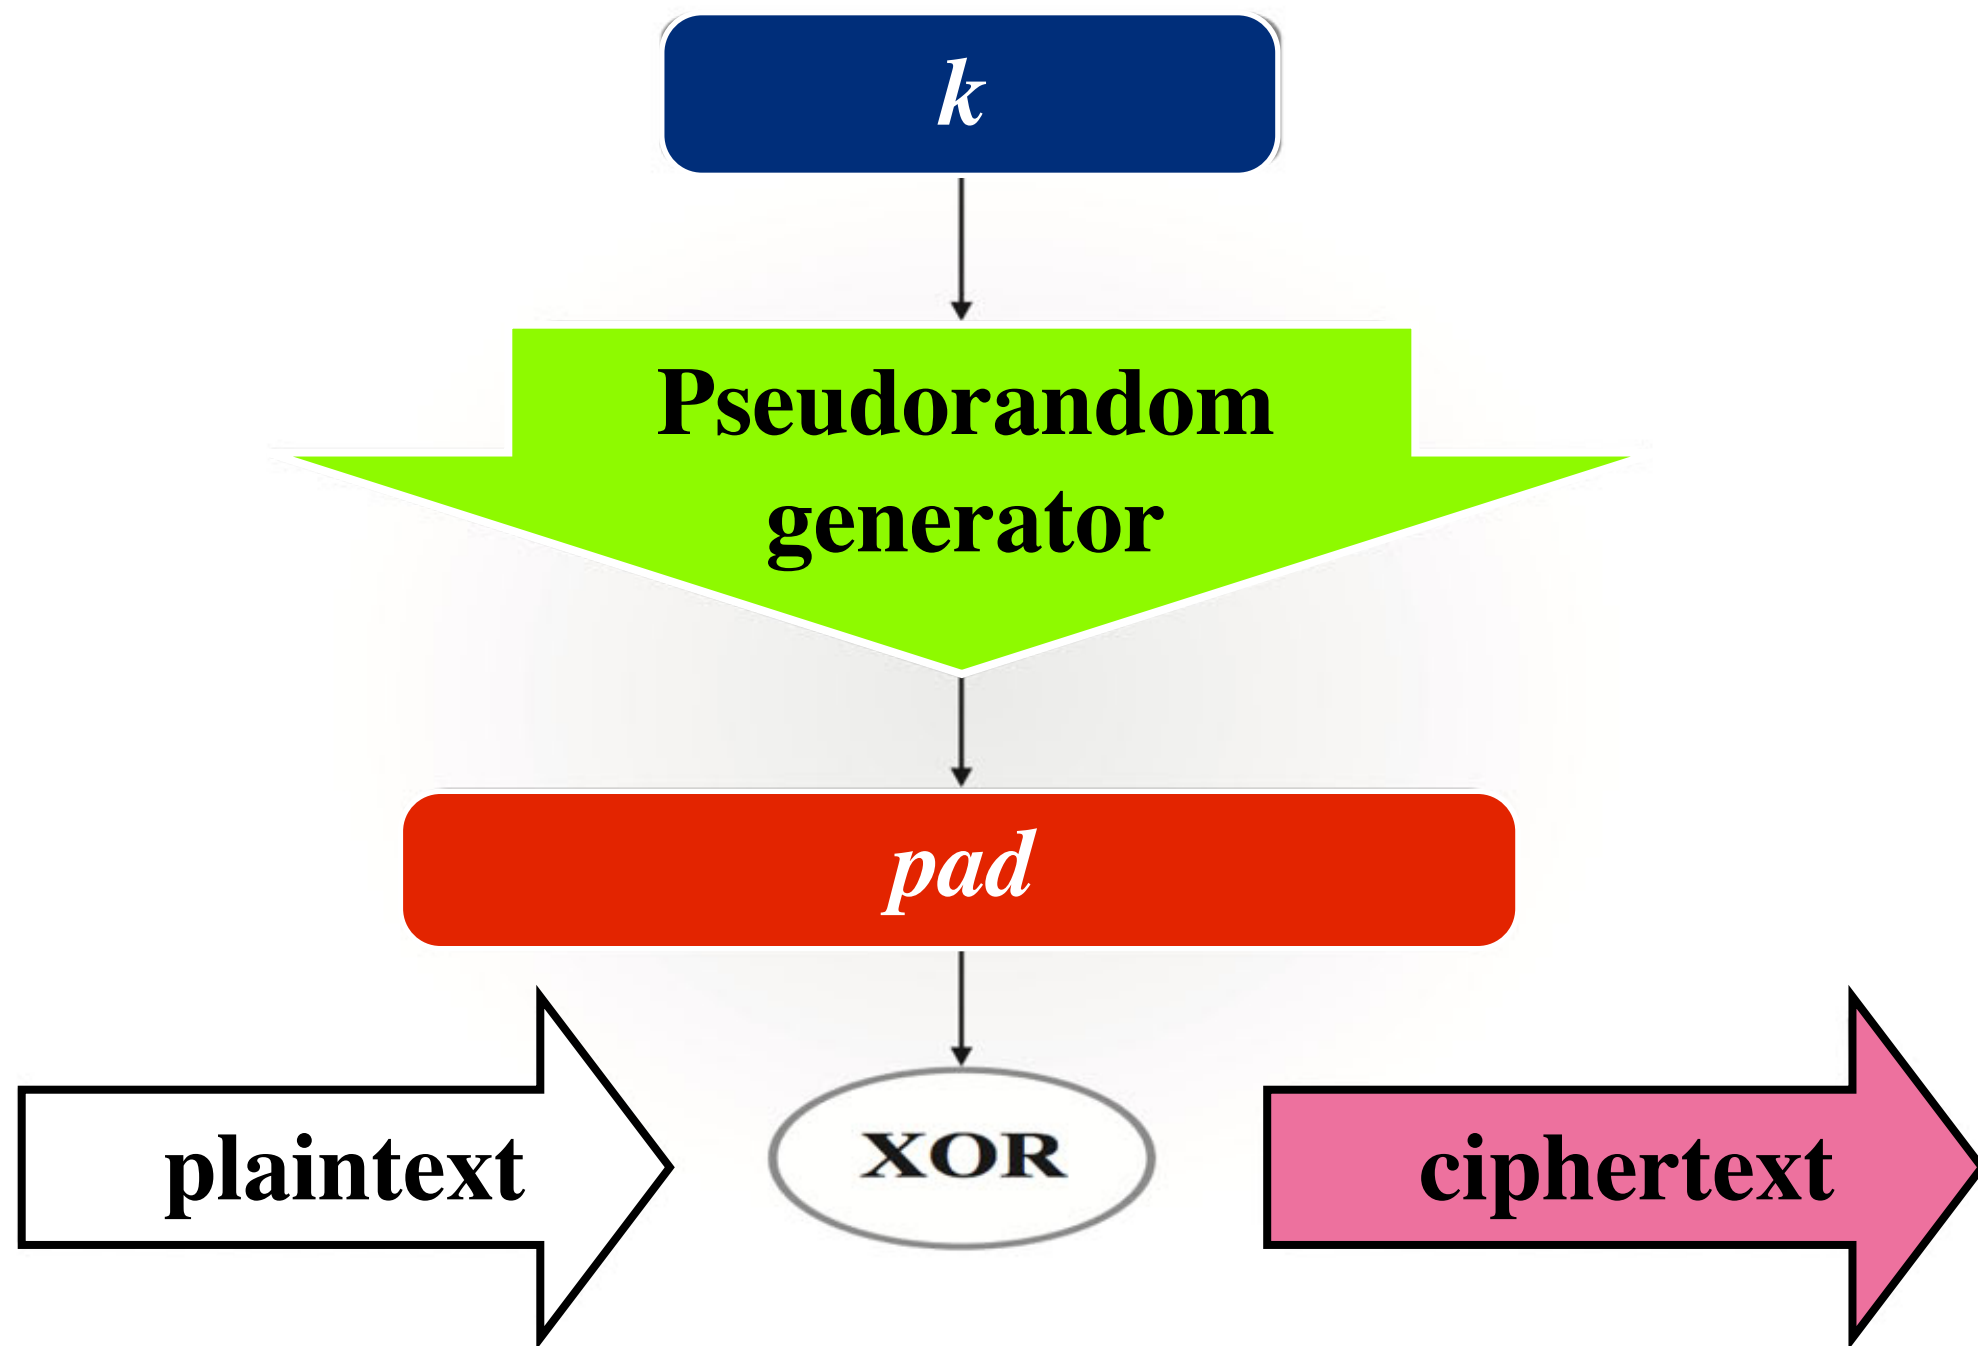 k
Pseudorandom
generator
pad
plaintext
XOR
ciphertext